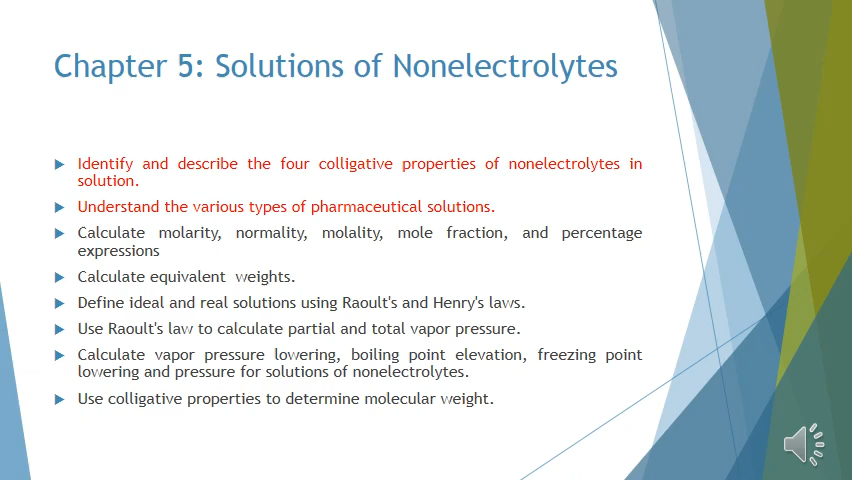 Chapter 5: Solutions of Nonelectrolytes
Identify and describe the four colligative properties of nonelectrolytes in
solution.
Understand the various types of pharmaceutical solutions.
Calculate molarity, normality, molality, mole fraction, and percentage
expressions
Calculate equivalent weights.
Define ideal and real solutions using Raoult's and Henry's laws.
Use Raoult's law to calculate partial and total vapor pressure.
Calculate vapor pressure lowering, boiling point elevation, freezing point
lowering and pressure for solutions of nonelectrolytes.
Use colligative properties to determine molecular weight.